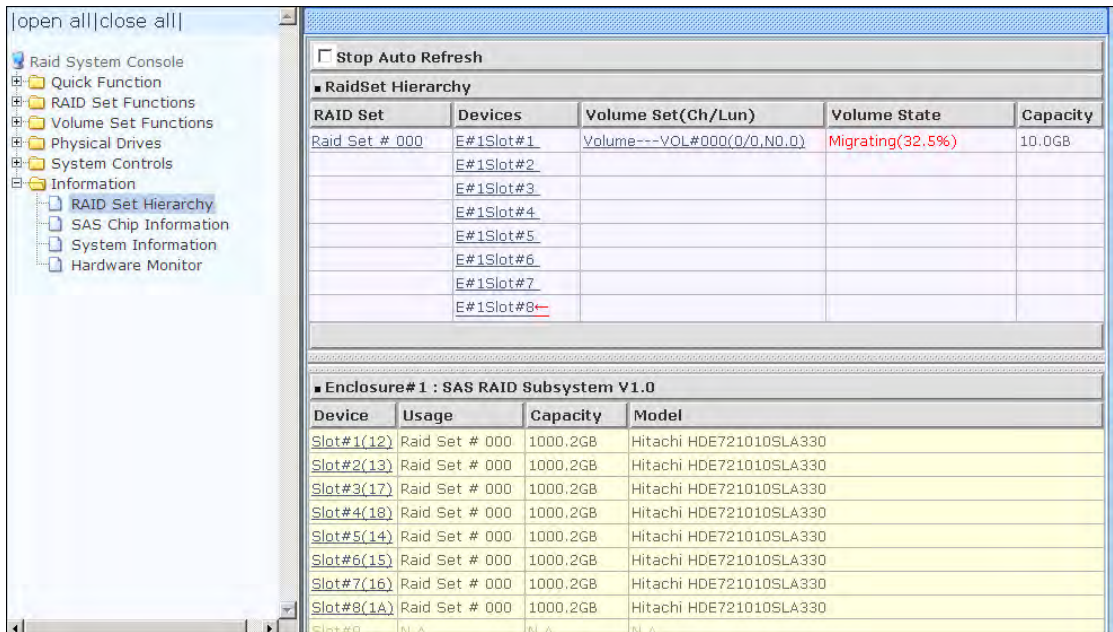 |open all|close all|
Raid System Console
Quick Function
RAID Set Functions
Volume Set Functions
Physical Drives
System Controls
Information
RAID Set Hierarchy
SAS Chip Information
System Information
Hardware Monitor
Stop Auto Refresh
RaidSet Hierarchy
RAID Set Devices Volume Set(Ch/Lun) Volume State Capacity
Raid Set # 000 E#1Slot#1 Volume---VOL#000(0/0,N0.0) Migrating(32.5%) 10.0GB
E#1Slot#2
E#1Slot#3
E#1Slot#4
E#1Slot#5
E#1Slot#6
E#1Slot#7
E#1Slot#8←
Enclosure#1 : SAS RAID Subsystem V1.0
Device Usage Capacity Model
Slot#1(12) Raid Set # 000 1000.2GB Hitachi HDE721010SLA330
Slot#2(13) Raid Set # 000 1000.2GB Hitachi HDE721010SLA330
Slot#3(17) Raid Set # 000 1000.2GB Hitachi HDE721010SLA330
Slot#4(18) Raid Set # 000 1000.2GB Hitachi HDE721010SLA330
Slot#5(14) Raid Set # 000 1000.2GB Hitachi HDE721010SLA330
Slot#6(15) Raid Set # 000 1000.2GB Hitachi HDE721010SLA330
Slot#7(16) Raid Set # 000 1000.2GB Hitachi HDE721010SLA330
Slot#8(1A) Raid Set # 000 1000.2GB Hitachi HDE721010SLA330